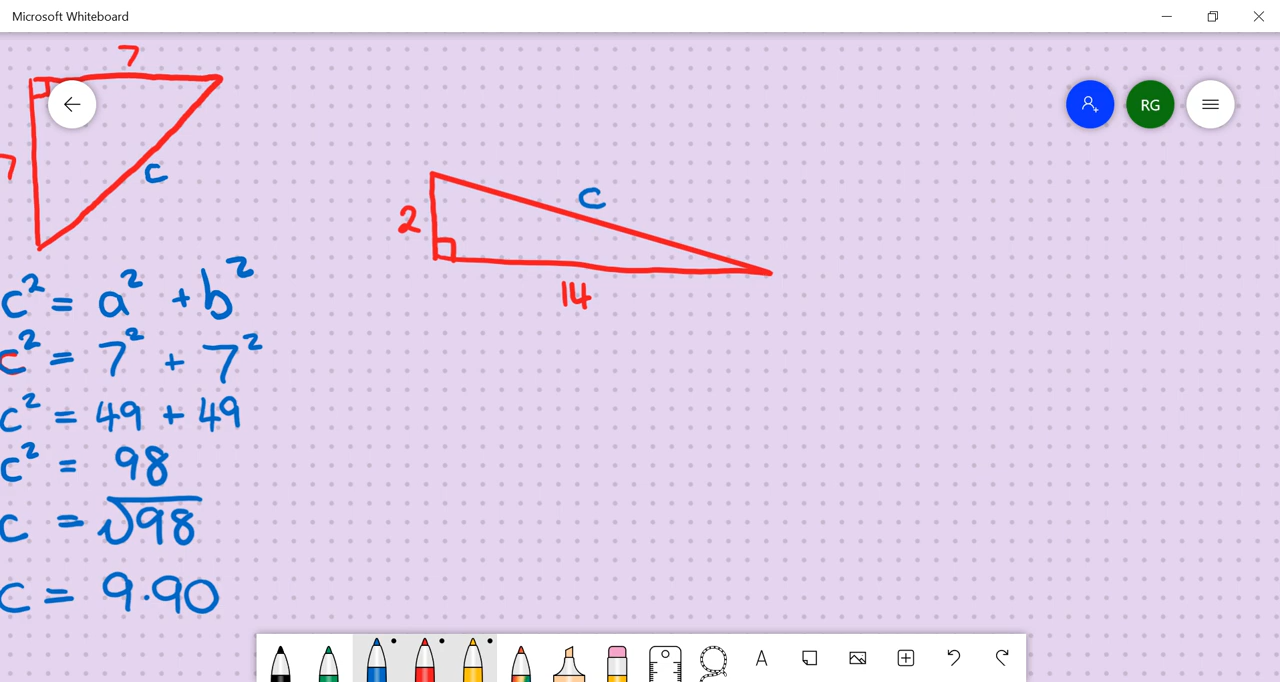 Microsoft Whiteboard
7
7
c
RG
2
c
14
c² = a² + b²
c² = 7² + 7²
c² = 49 + 49
c² = 98
c = √98
c = 9.90
A